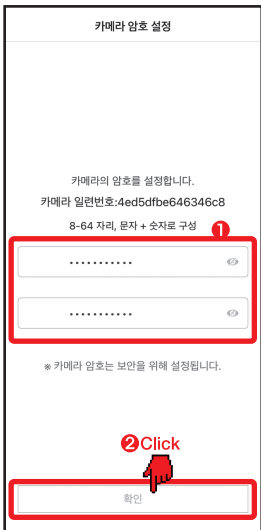 카메라 암호 설정
카메라의 암호를 설정합니다.
카메라 일련번호:4ed5dfbe646346c8
8-64 자리, 문자 + 숫자로 구성
❶
•••••••••••
•••••••••••
※ 카메라 암호는 보안을 위해 설정됩니다.
❷Click
확인